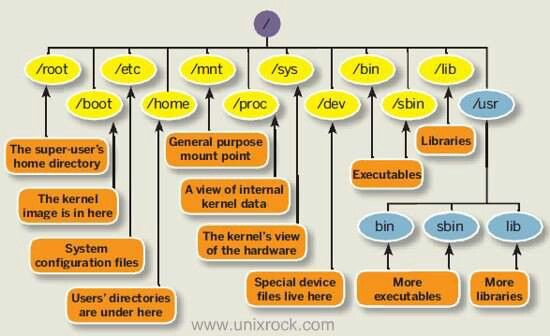 /
/root
/etc
/mnt
/sys
/bin
/lib
/boot
/home
/proc
/dev
/sbin
/usr
The super-user's
home directory
General purpose
mount point
Libraries
Executables
The kernel
image is in here
A view of internal
kernel data
bin
sbin
lib
System
configuration files
The kernel's view
of the hardware
Users' directories
are under here
Special device
files live here
More
executables
More
libraries
www.unixrock.com